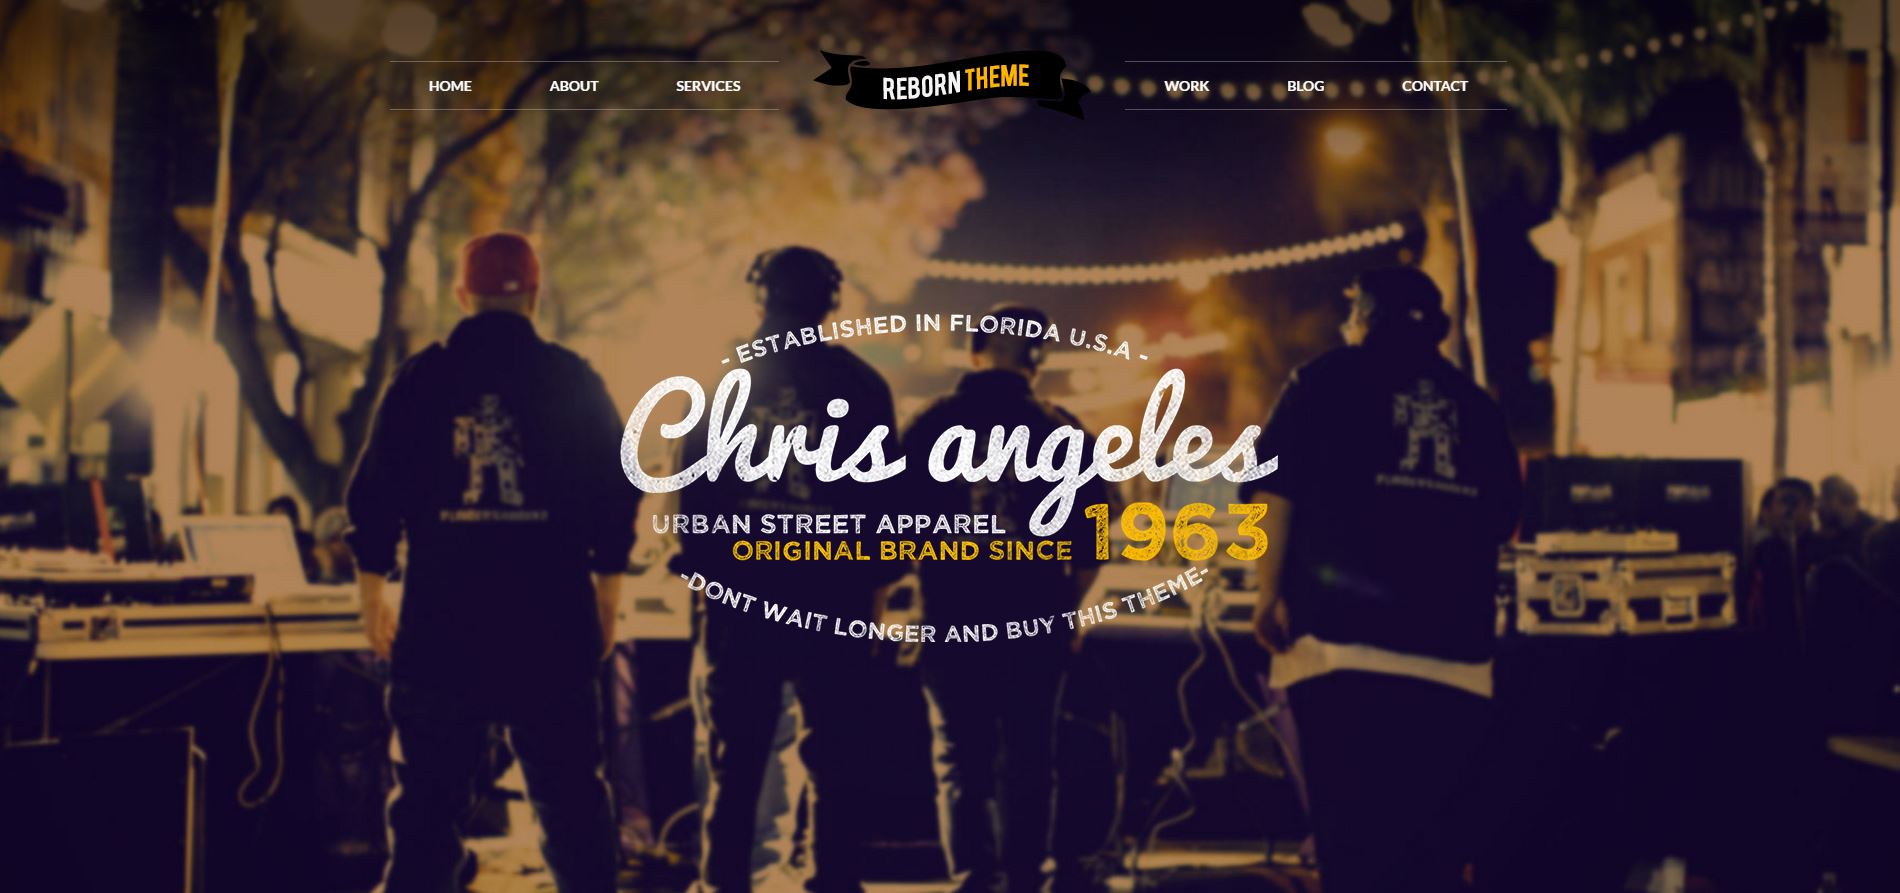 HOME ABOUT SERVICES REBORN THEME WORK BLOG CONTACT
- ESTABLISHED IN FLORIDA U.S.A -
Chris angeles
URBAN STREET APPAREL
ORIGINAL BRAND SINCE 1963
-DONT WAIT LONGER AND BUY THIS THEME-